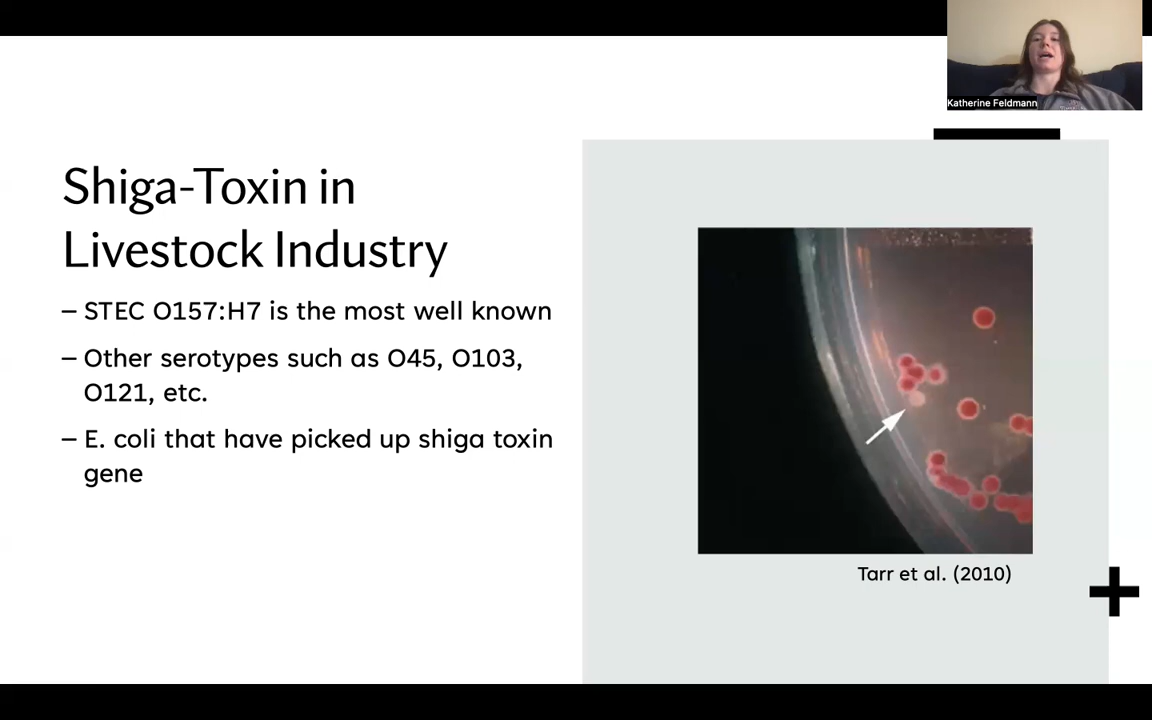 Katherine Feldmann
Shiga-Toxin in
Livestock Industry
– STEC O157:H7 is the most well known
– Other serotypes such as O45, O103,
O121, etc.
– E. coli that have picked up shiga toxin
gene
Tarr et al. (2010)